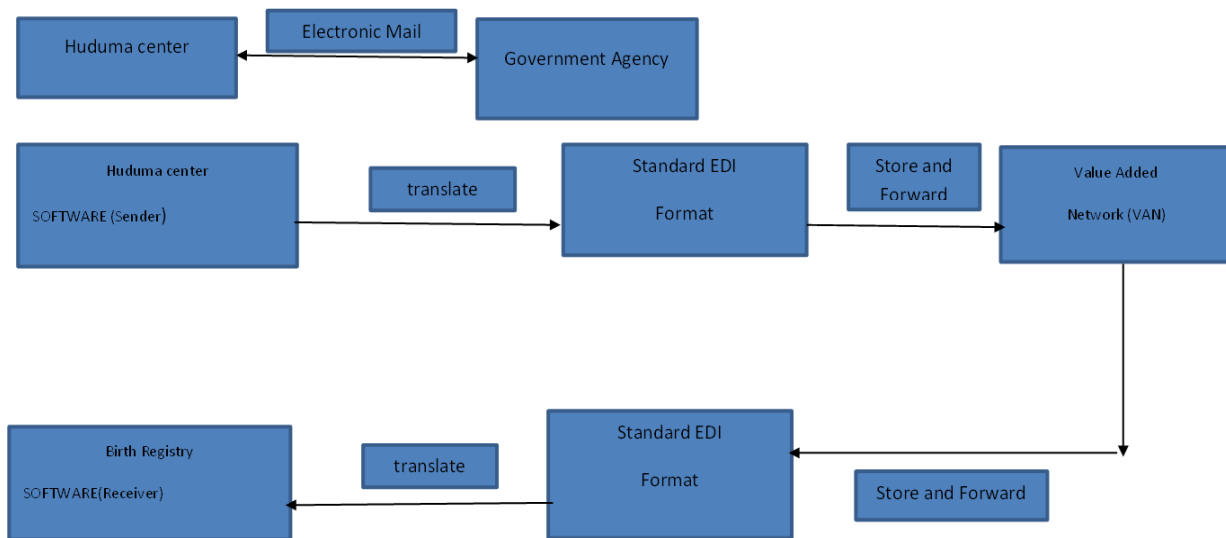 Huduma center
Electronic Mail
Government Agency
Huduma center
SOFTWARE (Sender)
translate
Standard EDI
Format
Store and
Forward
Value Added
Network (VAN)
Birth Registry
SOFTWARE(Receiver)
translate
Standard EDI
Format
Store and Forward